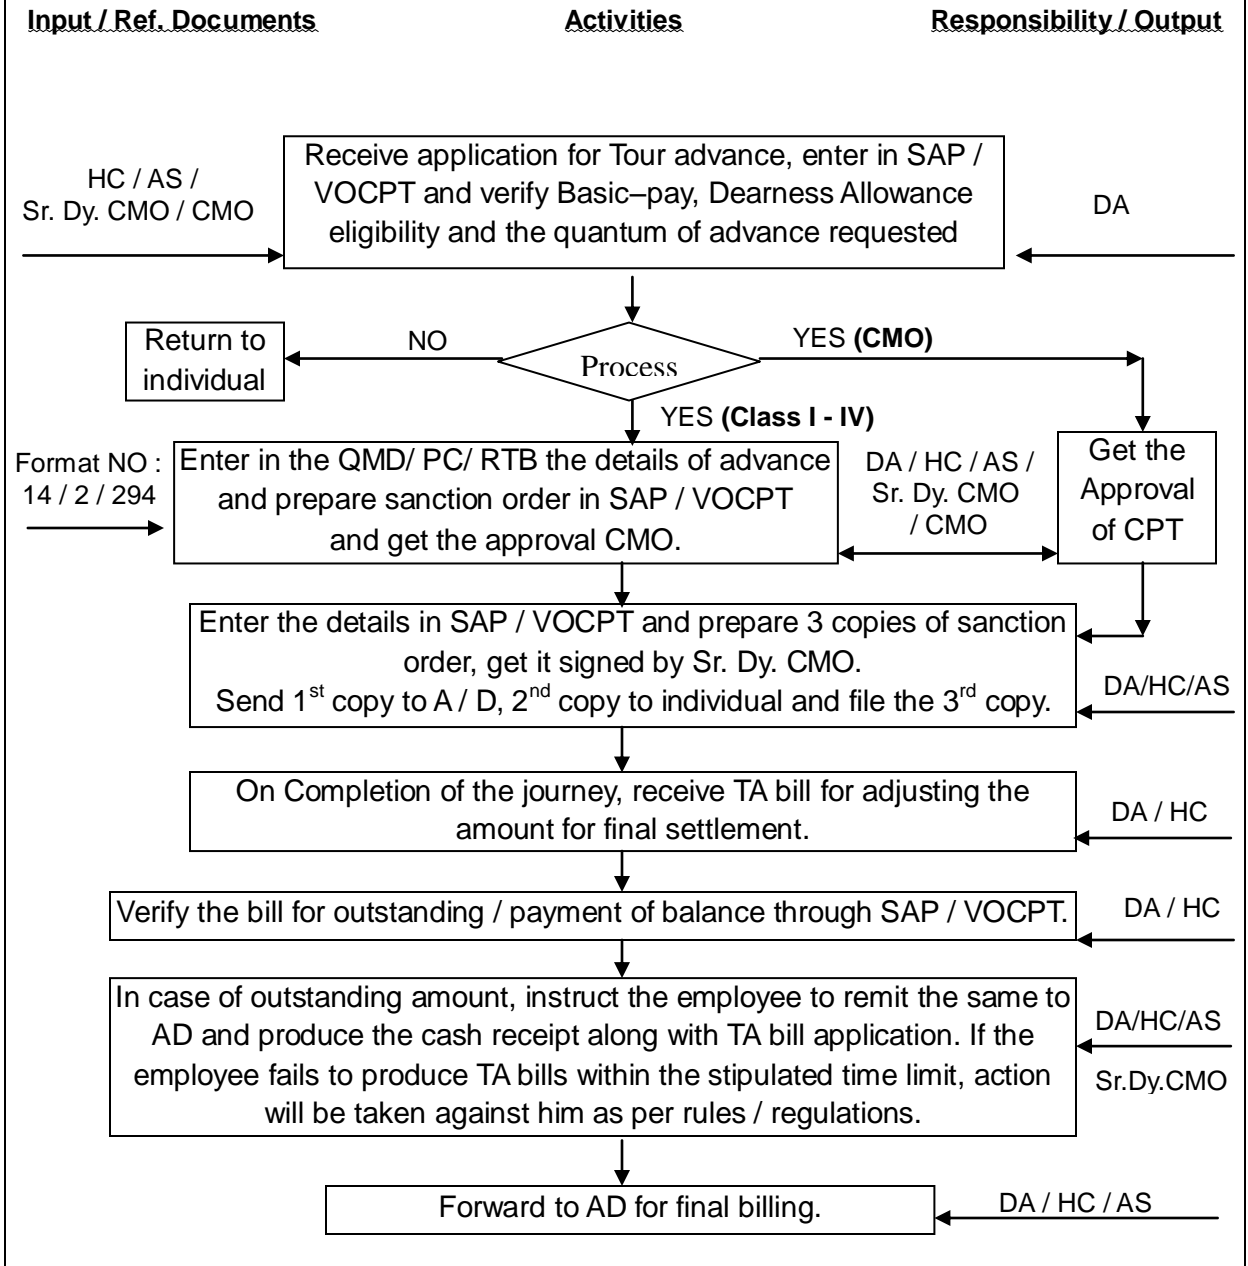 Input / Ref. Documents
Activities
Responsibility / Output
HC / AS /
Sr. Dy. CMO / CMO
Receive application for Tour advance, enter in SAP /
VOCPT and verify Basic–pay, Dearness Allowance
eligibility and the quantum of advance requested
DA
Return to
individual
NO
Process
YES (CMO)
YES (Class I - IV)
Format NO :
14 / 2 / 294
Enter in the QMD/ PC/ RTB the details of advance
and prepare sanction order in SAP / VOCPT
and get the approval CMO.
DA / HC / AS /
Sr. Dy. CMO
/ CMO
Get the
Approval
of CPT
Enter the details in SAP / VOCPT and prepare 3 copies of sanction
order, get it signed by Sr. Dy. CMO.
Send 1st copy to A / D, 2nd copy to individual and file the 3rd copy.
DA/HC/AS
On Completion of the journey, receive TA bill for adjusting the
amount for final settlement.
DA / HC
Verify the bill for outstanding / payment of balance through SAP / VOCPT.
DA / HC
In case of outstanding amount, instruct the employee to remit the same to
AD and produce the cash receipt along with TA bill application. If the
employee fails to produce TA bills within the stipulated time limit, action
will be taken against him as per rules / regulations.
DA/HC/AS
Sr.Dy.CMO
Forward to AD for final billing.
DA / HC / AS